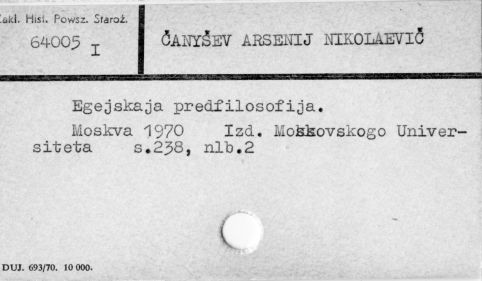 Zakl. Hist. Powsz. Staroż.
64005 I
ČANYŠEV ARSENIJ NIKOLAEVIČ
Egejskaja predfilosofija.
Moskva 1970 Izd. Moskovskogo Univer-
siteta s.238, nlb.2
DUJ. 693/70. 10 000.